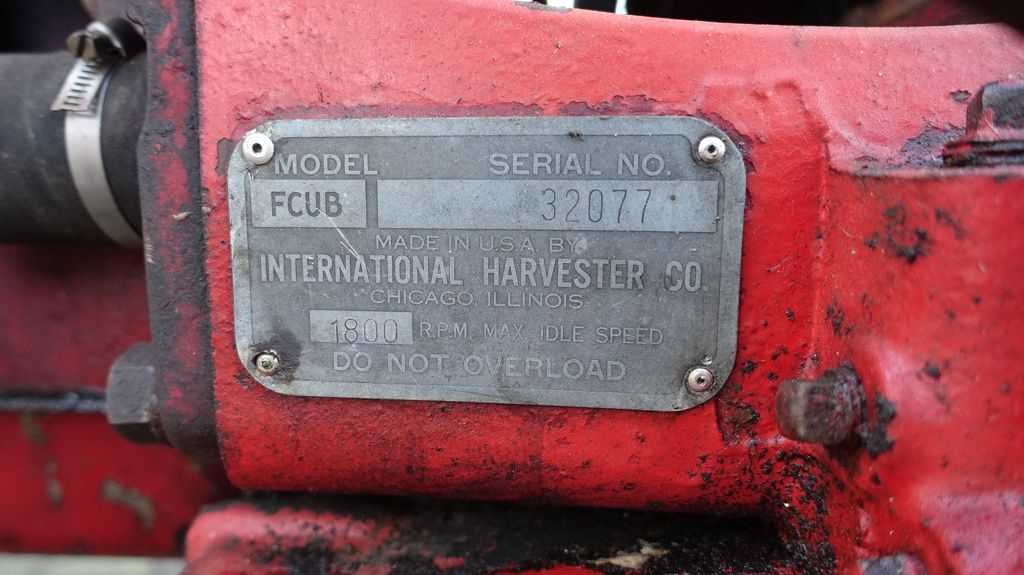 MODEL SERIAL NO.
FCUB 32077
MADE IN U.S.A. BY
INTERNATIONAL HARVESTER CO.
CHICAGO, ILLINOIS
1800 R.P.M. MAX. IDLE SPEED
DO NOT OVERLOAD